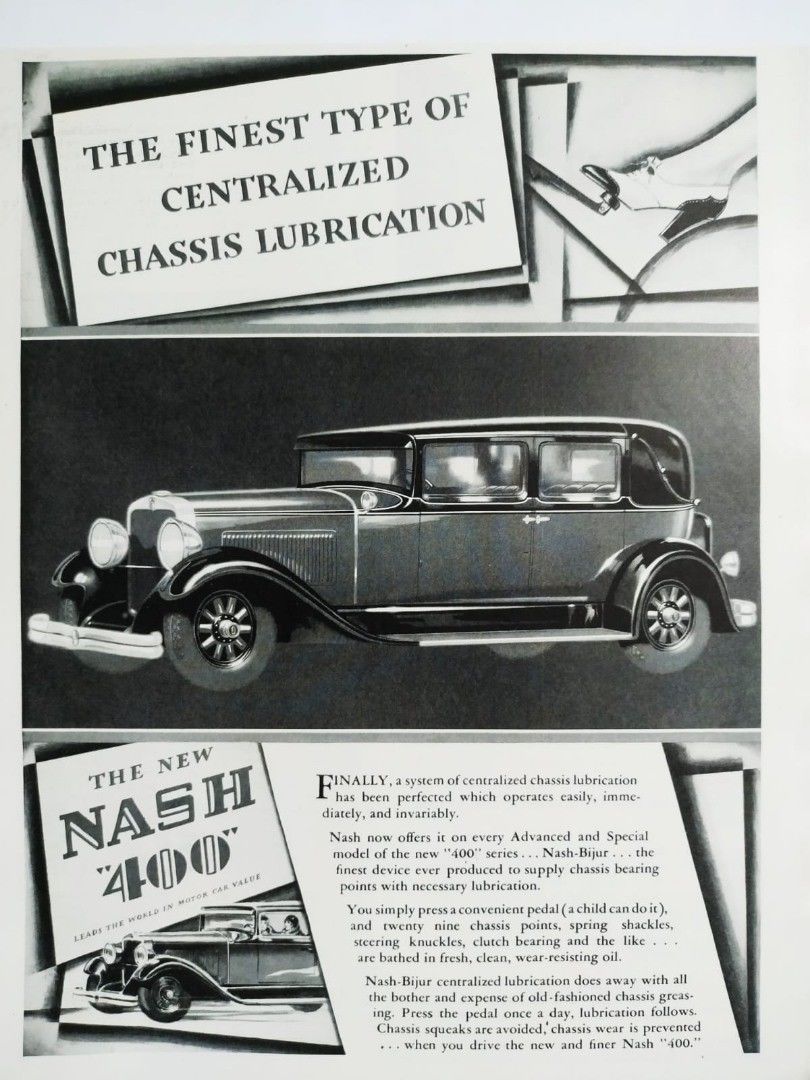 THE FINEST TYPE OF
CENTRALIZED
CHASSIS LUBRICATION
THE NEW
NASH
"400"
LEADS THE WORLD IN MOTOR CAR VALUE
FINALLY, a system of centralized chassis lubrication
has been perfected which operates easily, imme-
diately, and invariably.
Nash now offers it on every Advanced and Special
model of the new "400" series . . . Nash-Bijur . . . the
finest device ever produced to supply chassis bearing
points with necessary lubrication.
You simply press a convenient pedal (a child can do it),
and twenty nine chassis points, spring shackles,
steering knuckles, clutch bearing and the like . . .
are bathed in fresh, clean, wear-resisting oil.
Nash-Bijur centralized lubrication does away with all
the bother and expense of old-fashioned chassis greas-
ing. Press the pedal once a day, lubrication follows.
Chassis squeaks are avoided, chassis wear is prevented
. . . when you drive the new and finer Nash "400."